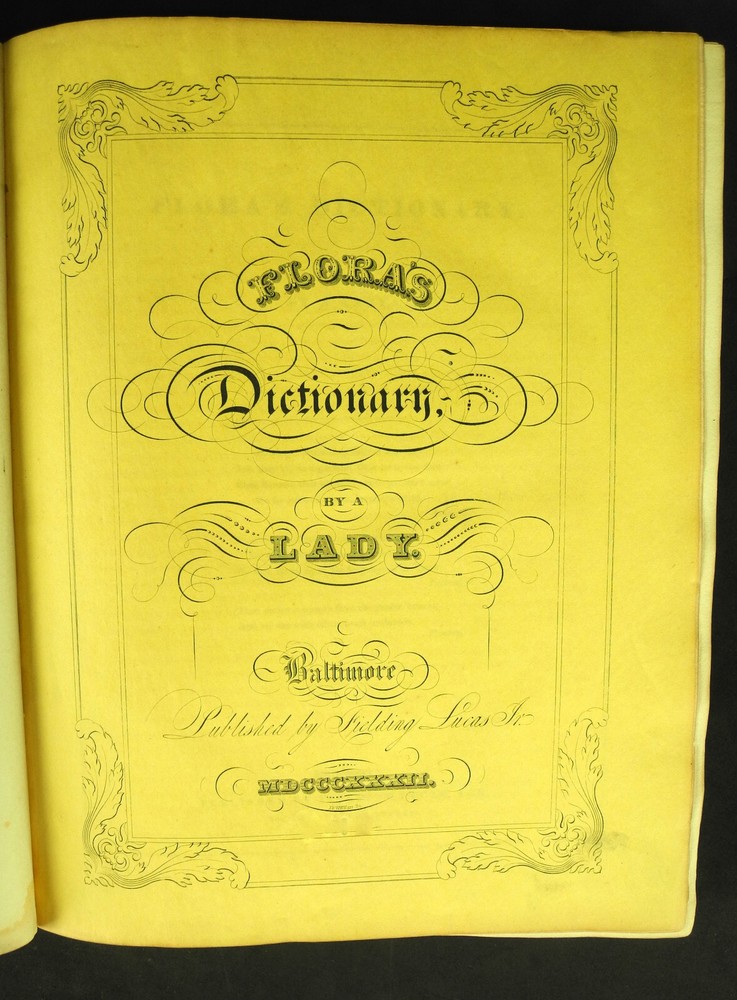 FLORA'S
Dictionary,
BY A
LADY.
Baltimore
Published by Fielding Lucas Jr.
MDCCCXXXII.